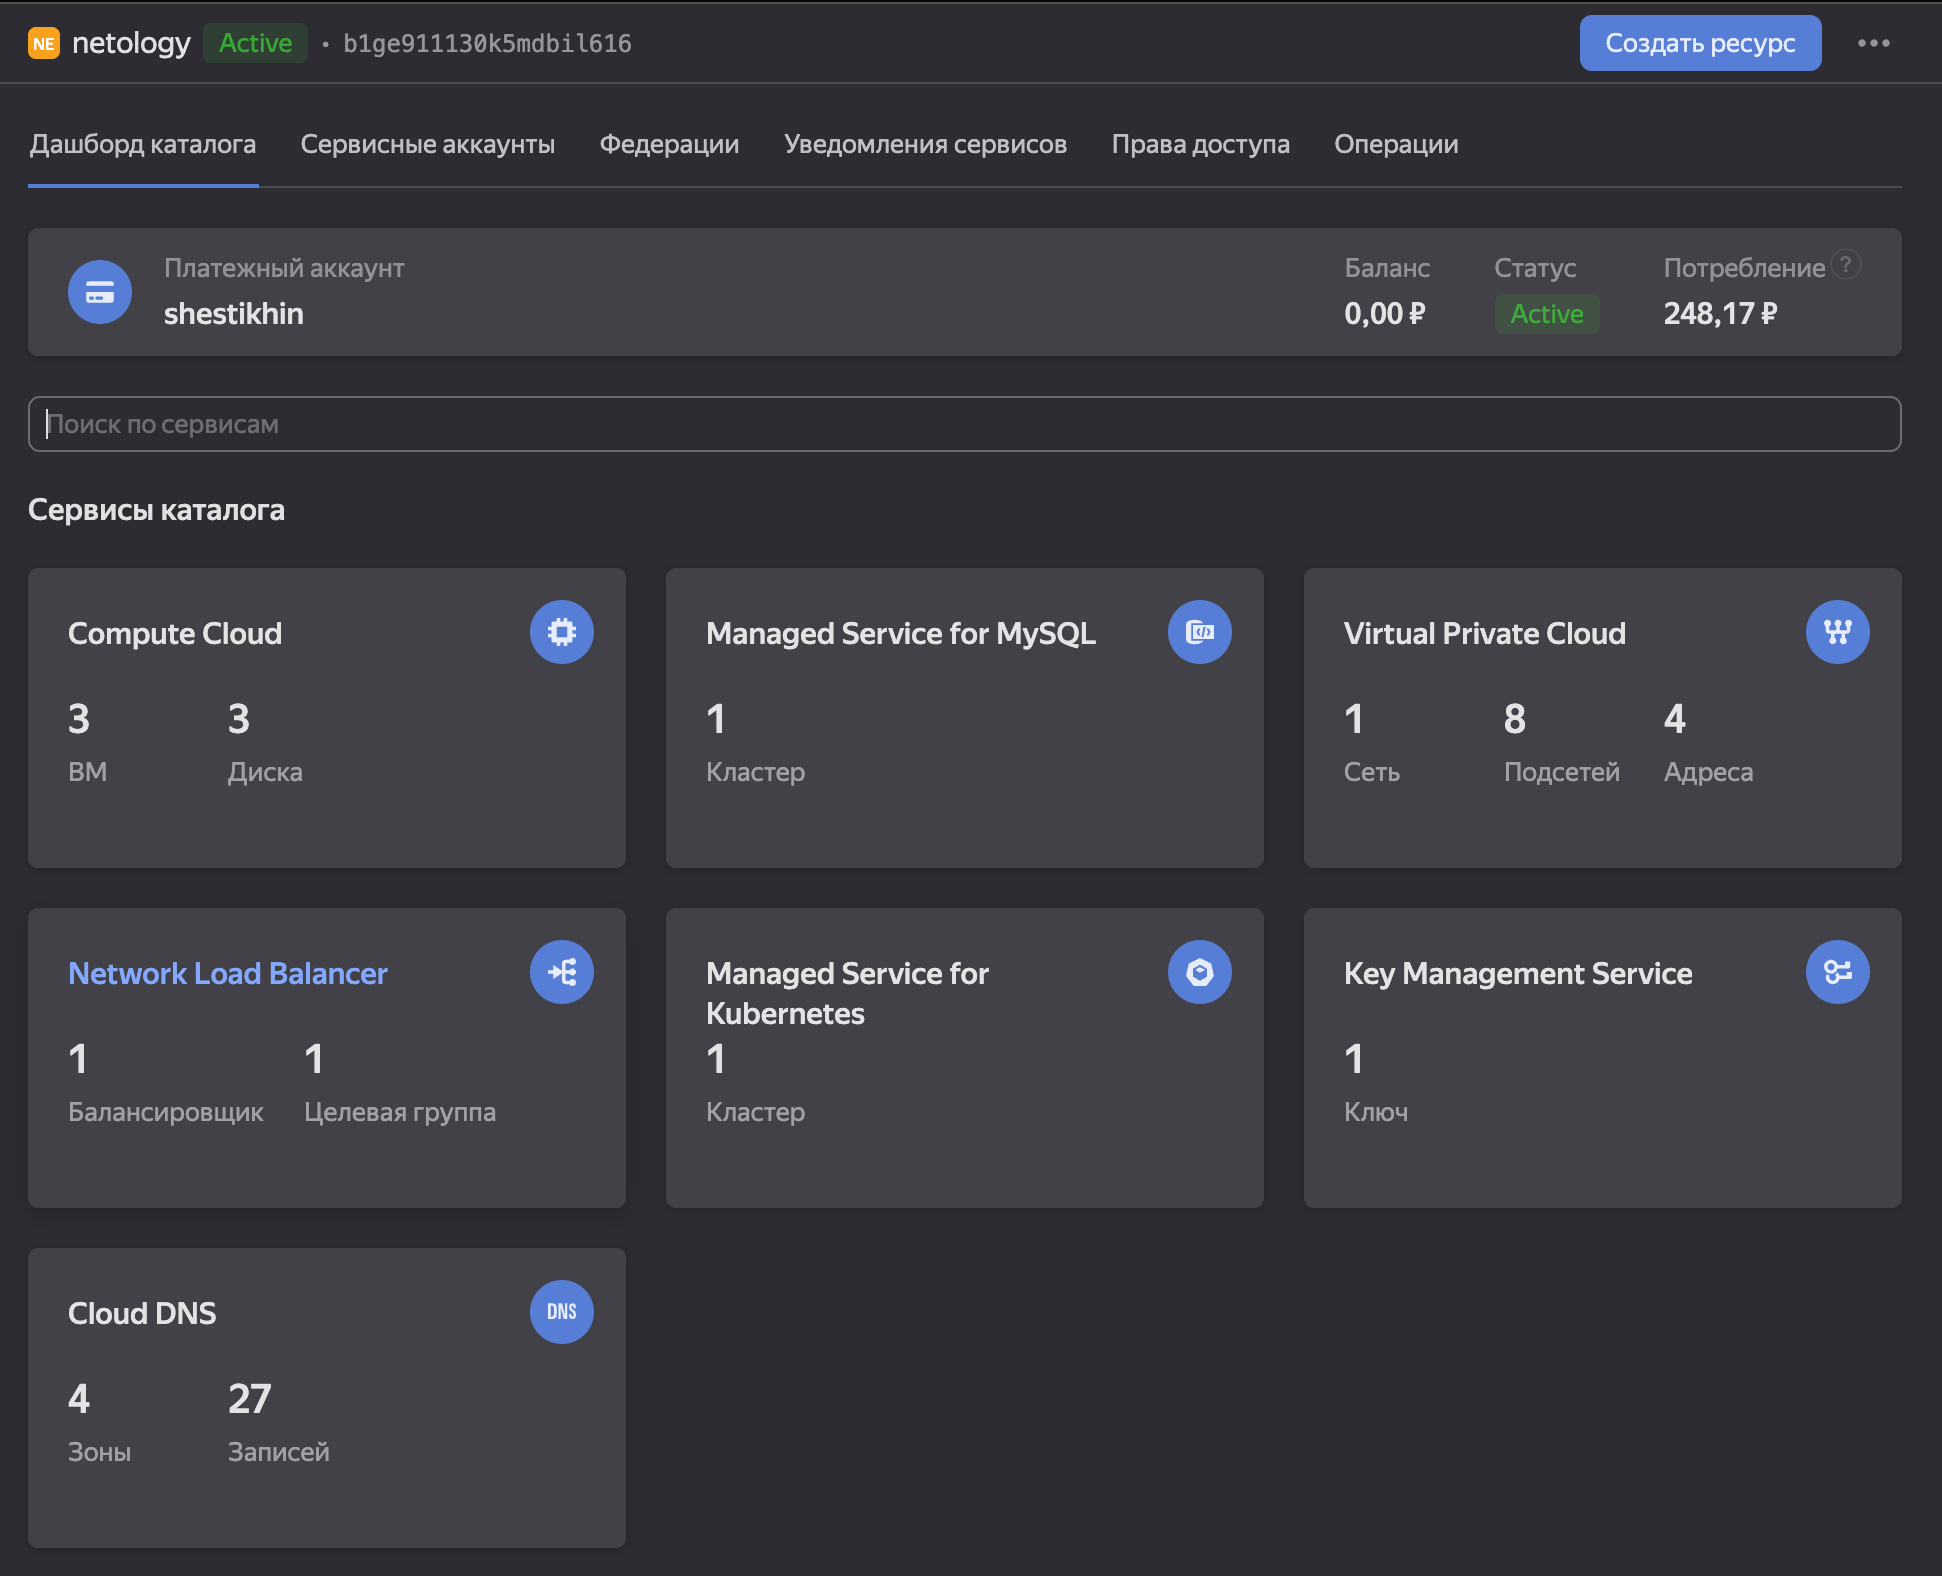 NE netology Active • b1ge911130k5mdbil616 Создать ресурс
Дашборд каталога Сервисные аккаунты Федерации Уведомления сервисов Права доступа Операции
Платежный аккаунт
shestikhin
Баланс
0,00 ₽
Статус
Active
Потребление ?
248,17 ₽
Поиск по сервисам
Сервисы каталога
Compute Cloud
3
ВМ
3
Диска
Managed Service for MySQL
1
Кластер
Virtual Private Cloud
1
Сеть
8
Подсетей
4
Адреса
Network Load Balancer
1
Балансировщик
1
Целевая группа
Managed Service for
Kubernetes
1
Кластер
Key Management Service
1
Ключ
Cloud DNS
DNS
4
Зоны
27
Записей